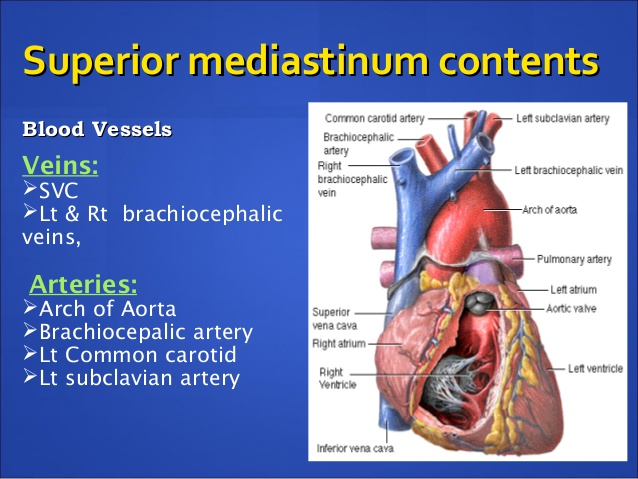 Superior mediastinum contents
Blood Vessels
Veins:
➢SVC
➢Lt & Rt brachiocephalic
veins,
Arteries:
➢Arch of Aorta
➢Brachiocepalic artery
➢Lt Common carotid
➢Lt subclavian artery
Common carotid artery
Left subclavian artery
Brachiocephalic
artery
Right
brachiocephalic
vein
Left brachiocephalic vein
Arch of aorta
Pulmonary artery
Left atrium
Aortic valve
Superior
vena cava
Right atrium
Right
Ventricle
Left ventricle
Inferior vena cava